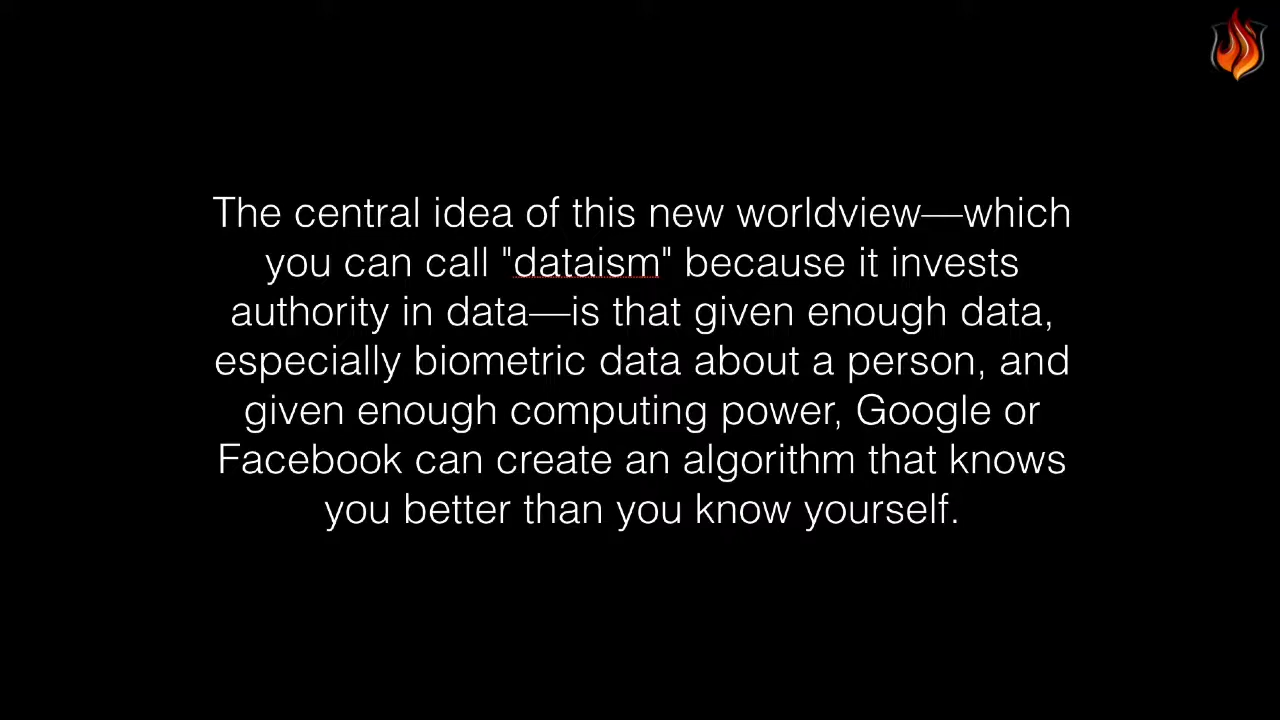 The central idea of this new worldview—which
you can call "dataism" because it invests
authority in data—is that given enough data,
especially biometric data about a person, and
given enough computing power, Google or
Facebook can create an algorithm that knows
you better than you know yourself.